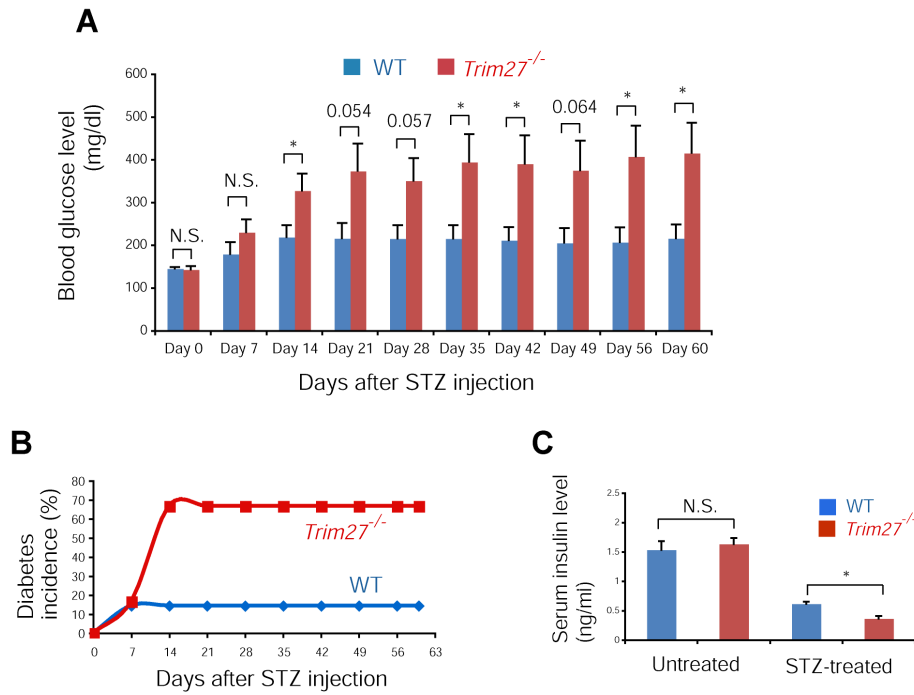 A
WT Trim27-/-
Blood glucose level
(mg/dl)
600
500
400
300
200
100
0
N.S.
N.S.
*
0.054
0.057
*
*
0.064
*
*
Day 0 Day 7 Day 14 Day 21 Day 28 Day 35 Day 42 Day 49 Day 56 Day 60
Days after STZ injection
B
Diabetes
incidence (%)
80
70
60
50
40
30
20
10
0
Trim27-/-
WT
0 7 14 21 28 35 42 49 56 63
Days after STZ injection
C
Serum insulin level
(ng/ml)
2.5
2
1.5
1
0.5
0
WT
Trim27-/-
N.S.
*
Untreated STZ-treated